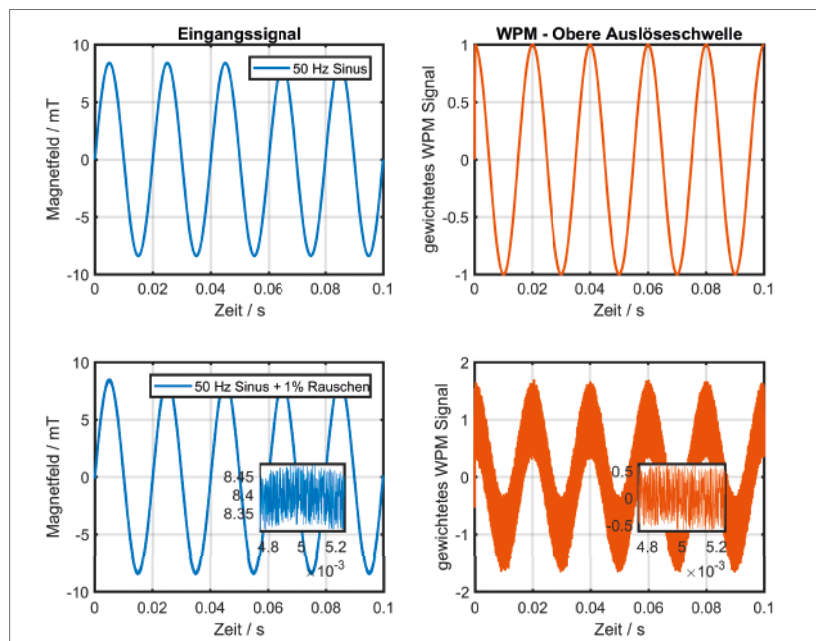 Eingangssignal
10
5
0
-5
-10
Magnetfeld / mT
50 Hz Sinus
0 0.02 0.04 0.06 0.08 0.1
Zeit / s
WPM - Obere Auslöseschwelle
1
0.5
0
-0.5
-1
gewichtetes WPM Signal
0 0.02 0.04 0.06 0.08 0.1
Zeit / s
10
5
0
-5
-10
Magnetfeld / mT
50 Hz Sinus + 1% Rauschen
8.45
8.4
8.35
4.8 5 5.2
×10-3
0 0.02 0.04 0.06 0.08 0.1
Zeit / s
2
1
0
-1
-2
gewichtetes WPM Signal
0.5
0
-0.5
4.8 5 5.2
×10-3
0 0.02 0.04 0.06 0.08 0.1
Zeit / s